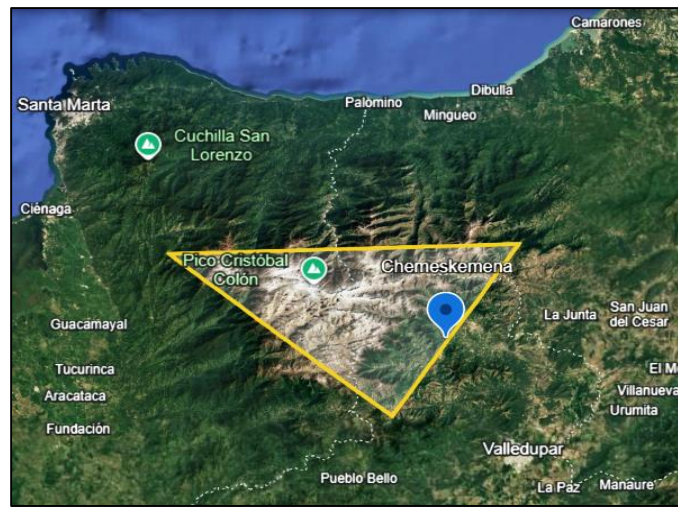 Camarones
Santa Marta
Palomino
Dibulla
Mingueo
Cuchilla San
Lorenzo
Ciénaga
Pico Cristóbal
Colón
Chemeskemena
Guacamayal
La Junta
San Juan
del Cesar
Tucurinca
El M
Aracataca
Villanueva
Urumita
Fundación
Valledupar
Pueblo Bello
La Paz
Manaure